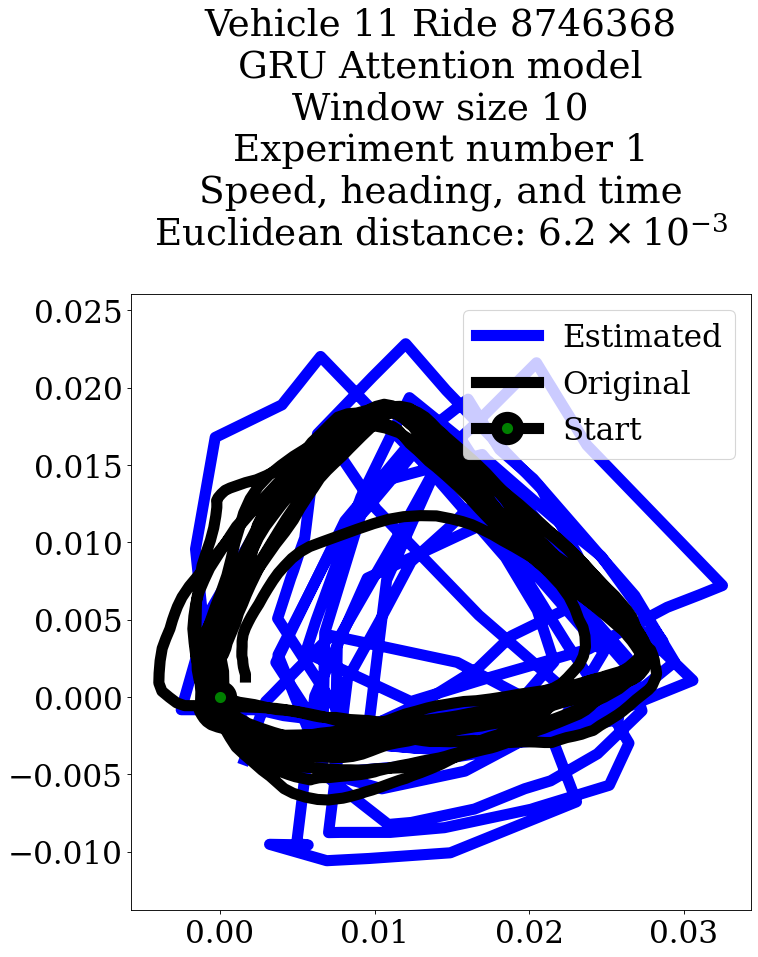 Vehicle 11 Ride 8746368
GRU Attention model
Window size 10
Experiment number 1
Speed, heading, and time
Euclidean distance: 6.2 × 10⁻³
0.025
0.020
0.015
0.010
0.005
0.000
−0.005
−0.010
Estimated
Original
Start
0.00 0.01 0.02 0.03